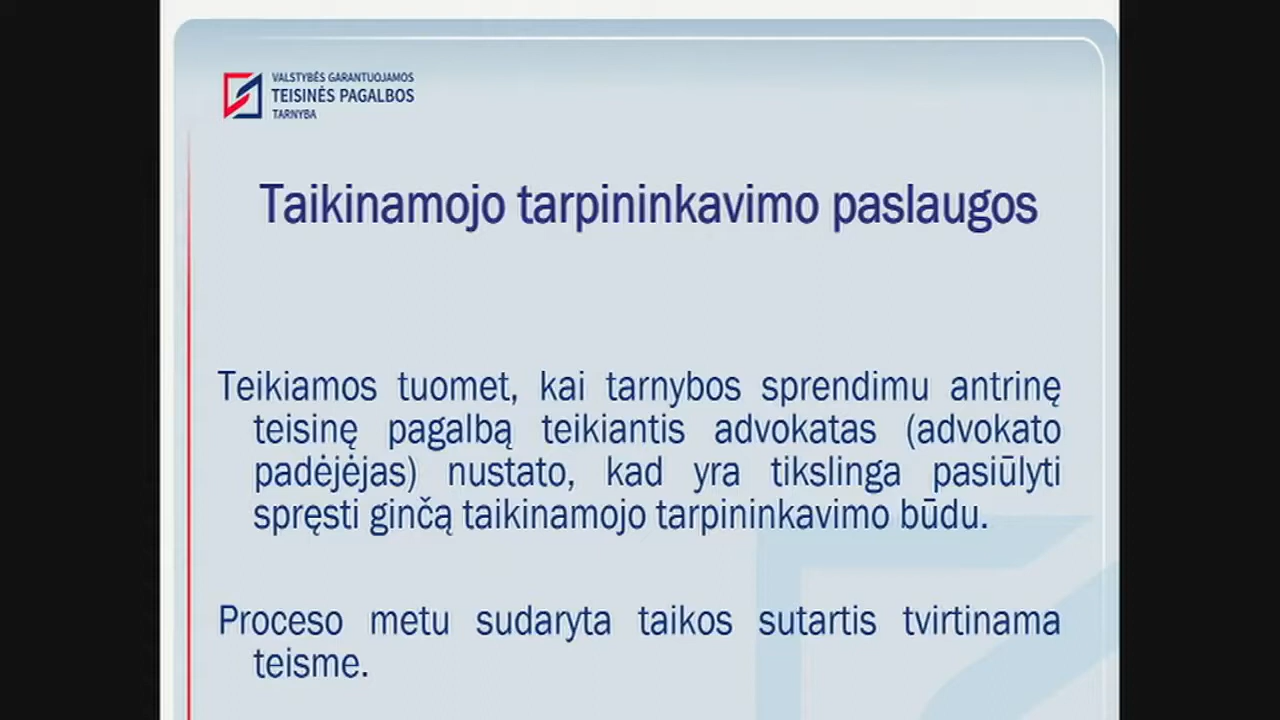 VALSTYBĖS GARANTUOJAMOS
TEISINĖS PAGALBOS
TARNYBA
Taikinamojo tarpininkavimo paslaugos
Teikiamos tuomet, kai tarnybos sprendimu antrinę
teisinę pagalbą teikiantis advokatas (advokato
padėjėjas) nustato, kad yra tikslinga pasiūlyti
spręsti ginčą taikinamojo tarpininkavimo būdu.
Proceso metu sudaryta taikos sutartis tvirtinama
teisme.